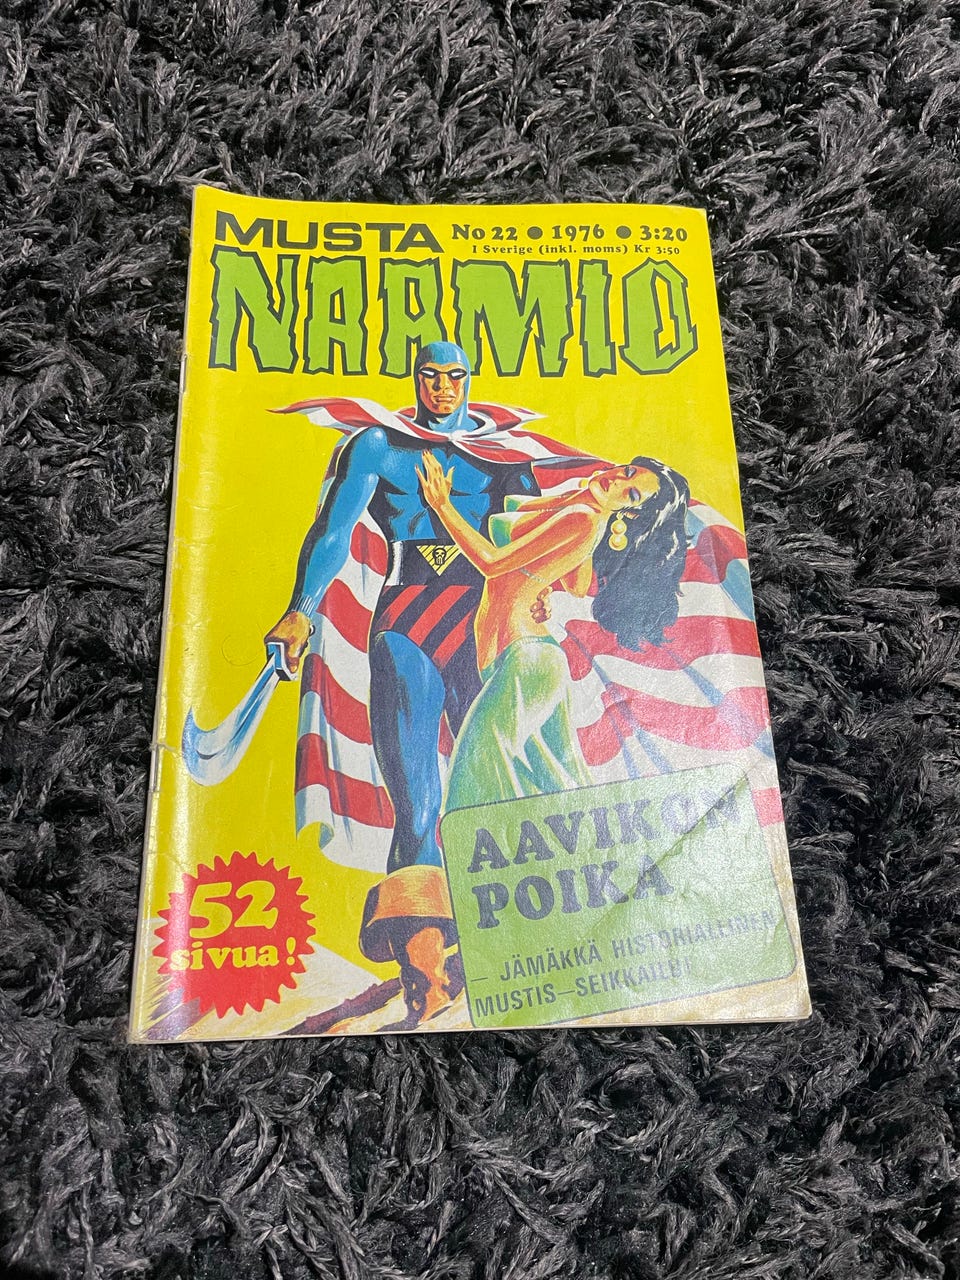 MUSTA
No 22 ● 1976 ● 3:20
I Sverige (inkl. moms) Kr 3:50
NAAMIO
52
sivua!
AAVIKON
POIKA
– JÄMÄKKÄ HISTORIALLINEN
MUSTIS–SEIKKAILU!